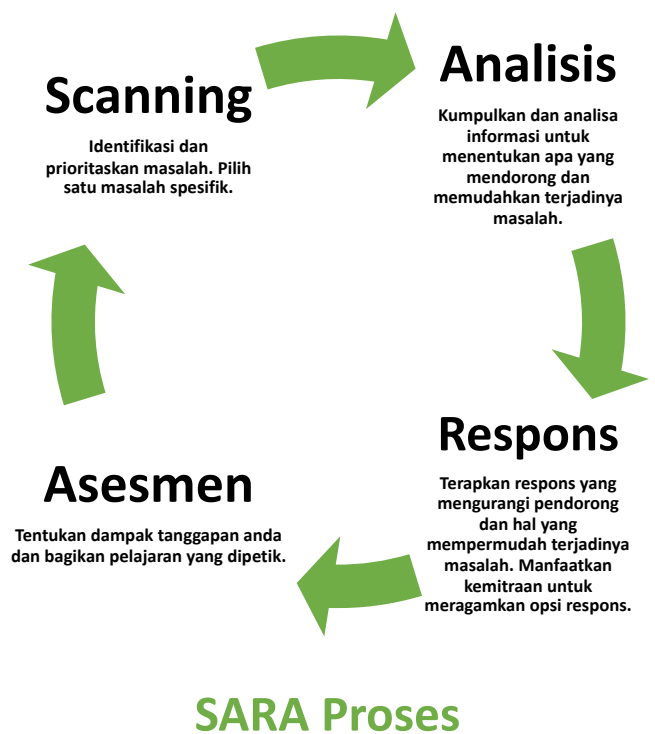 Scanning
Identifikasi dan
prioritaskan masalah. Pilih
satu masalah spesifik.
Analisis
Kumpulkan dan analisa
informasi untuk
menentukan apa yang
mendorong dan
memudahkan terjadinya
masalah.
Respons
Terapkan respons yang
mengurangi pendorong
dan hal yang
mempermudah terjadinya
masalah. Manfaatkan
kemitraan untuk
meragamkan opsi respons.
Asesmen
Tentukan dampak tanggapan anda
dan bagikan pelajaran yang dipetik.
SARA Proses